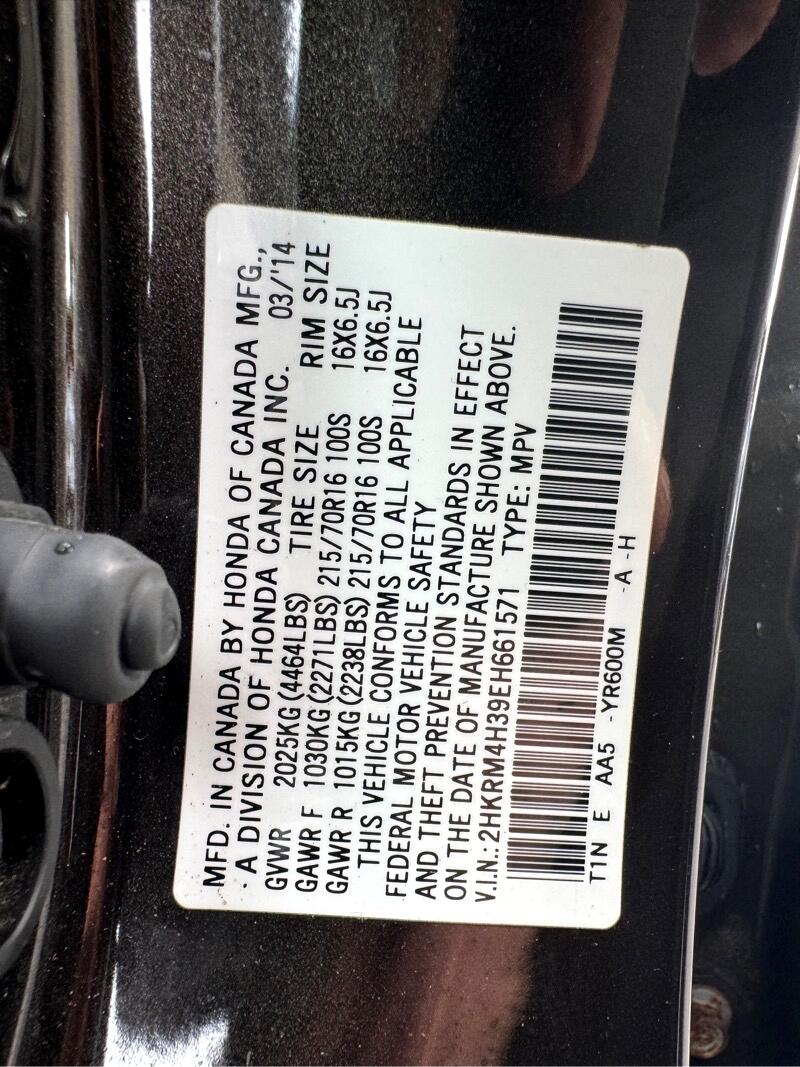 MFD. IN CANADA BY HONDA OF CANADA MFG.,
A DIVISION OF HONDA CANADA INC. 03/'14
GVWR 2025KG (4464LBS) TIRE SIZE RIM SIZE
GAWR F 1030KG (2271LBS) 215/70R16 100S 16X6.5J
GAWR R 1015KG (2238LBS) 215/70R16 100S 16X6.5J
THIS VEHICLE CONFORMS TO ALL APPLICABLE
FEDERAL MOTOR VEHICLE SAFETY
AND THEFT PREVENTION STANDARDS IN EFFECT
ON THE DATE OF MANUFACTURE SHOWN ABOVE.
V.I.N.:2HKRM4H39EH661571 TYPE: MPV
T1N E AA5 -YR600M -A -H